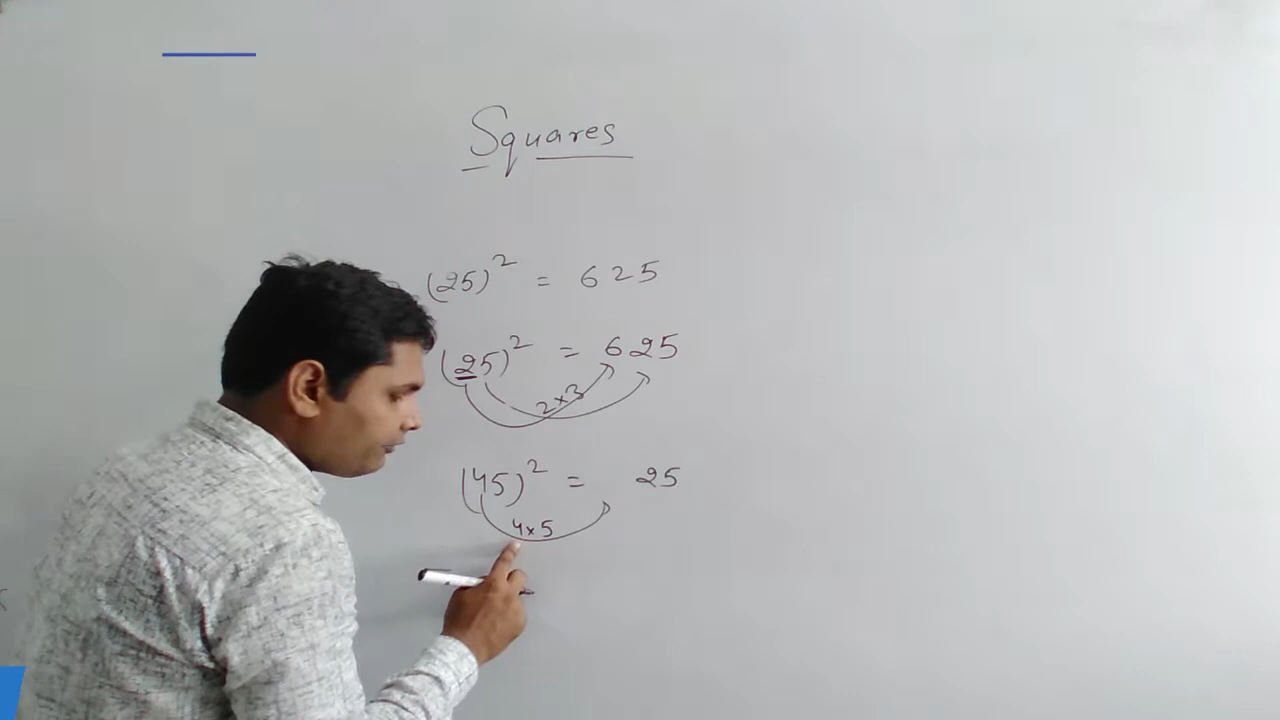 Squares
(25)² = 625
(25)² = 625
2×3
(45)² = 25
4×5